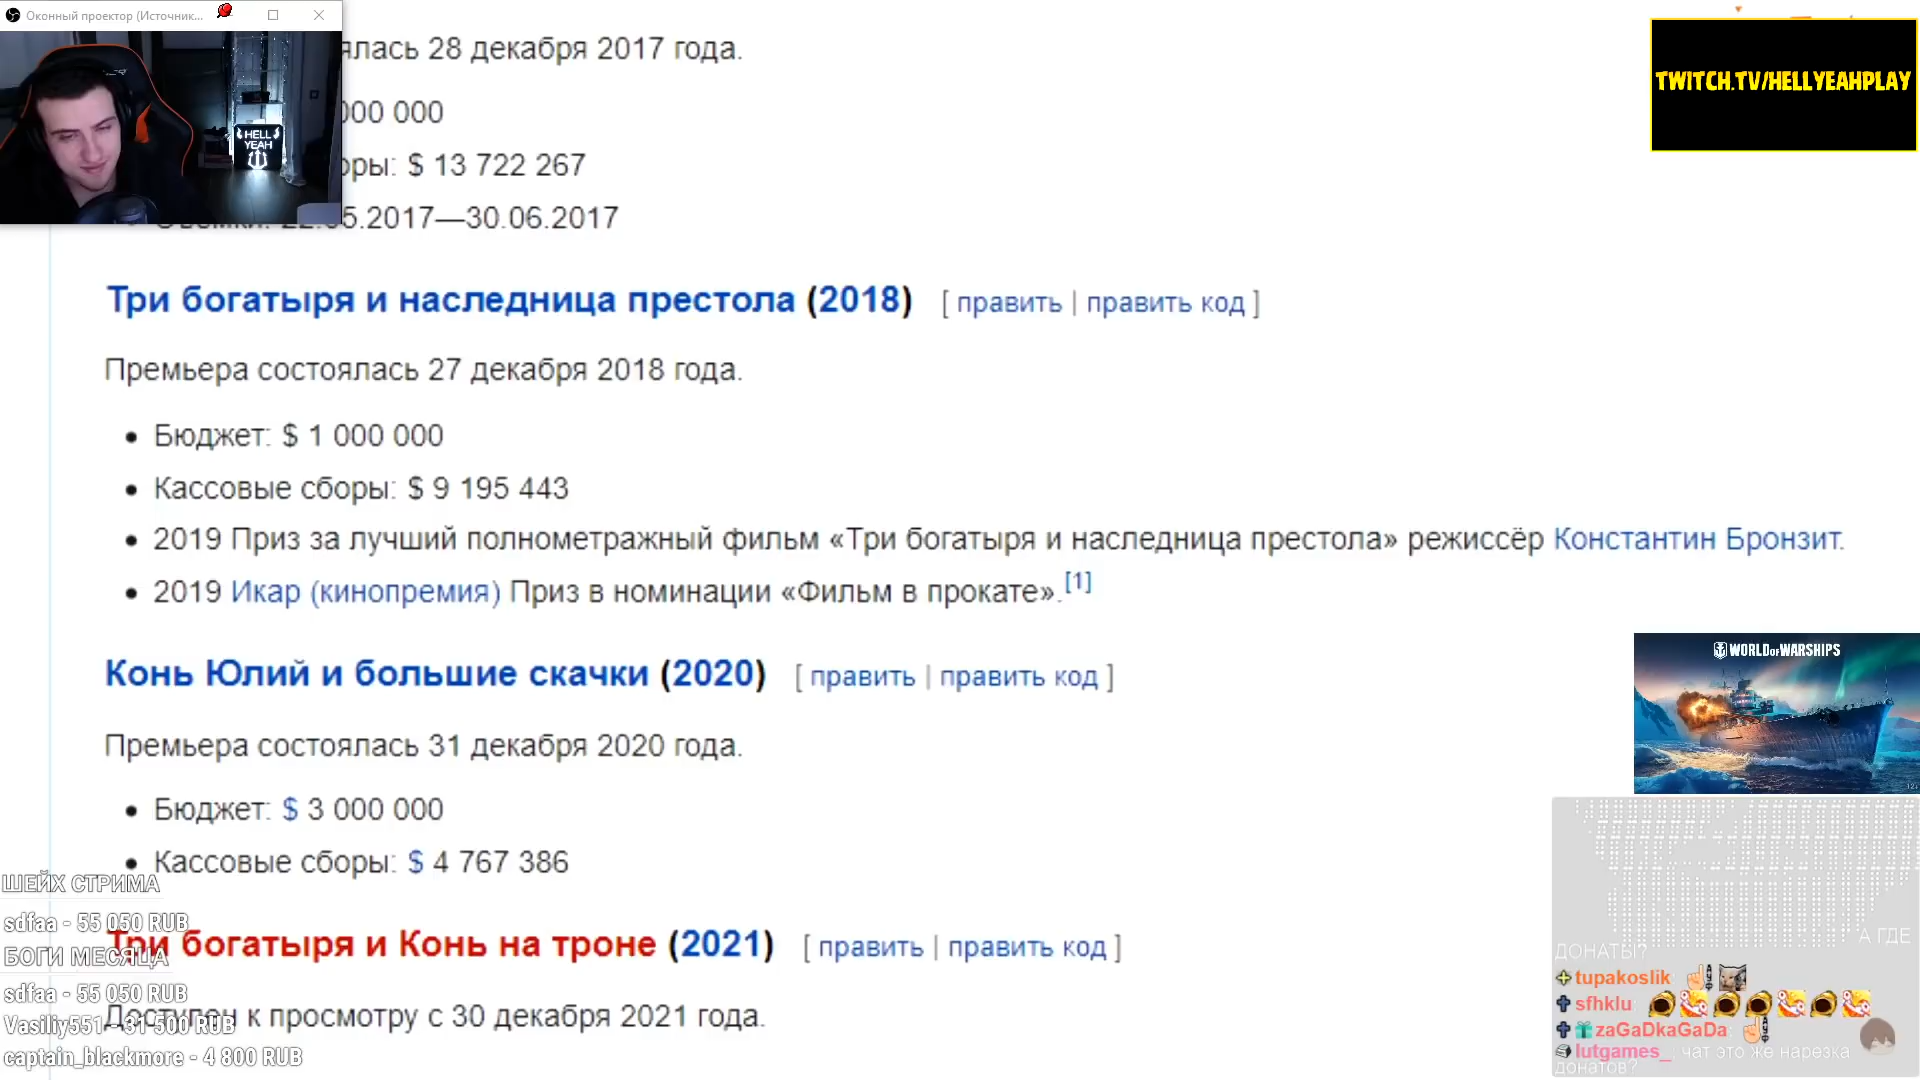 Оконный проектор (Источник...
ялась 28 декабря 2017 года.
TWITCH.TV/HELLYEAHPLAY
000 000
HELL
YEAH
оры: $ 13 722 267
5.2017—30.06.2017
Три богатыря и наследница престола (2018) [ править | править код ]
Премьера состоялась 27 декабря 2018 года.
• Бюджет: $ 1 000 000
• Кассовые сборы: $ 9 195 443
• 2019 Приз за лучший полнометражный фильм «Три богатыря и наследница престола» режиссёр Константин Бронзит.
• 2019 Икар (кинопремия) Приз в номинации «Фильм в прокате».[1]
WORLD OF WARSHIPS
Конь Юлий и большие скачки (2020) [ править | править код ]
Премьера состоялась 31 декабря 2020 года.
• Бюджет: $ 3 000 000
• Кассовые сборы: $ 4 767 386
ШЕЙХ СТРИМА
sdfaa - 55 050 RUB
Три богатыря и Конь на троне (2021) [ править | править код ]
БОГИ МЕСЯЦА
sdfaa - 55 050 RUB
Доступен к просмотру с 30 декабря 2021 года.
Vasiliy551 - 31 500 RUB
captain_blackmore - 4 800 RUB
А ГДЕ
ДОНАТЫ?
tupakoslik
sfhklu
zaGaDkaGaDa
lutgames_ чат это же нарезка
донатов?